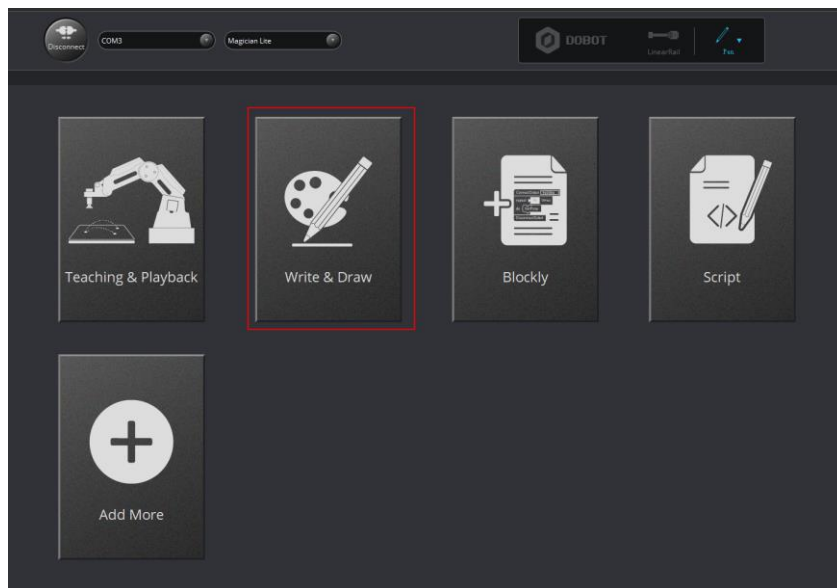 Disconnect
COM3
Magician Lite
DOBOT
LinearRail
Pen
Teaching & Playback
Write & Draw
Blockly
Script
</>
Add More